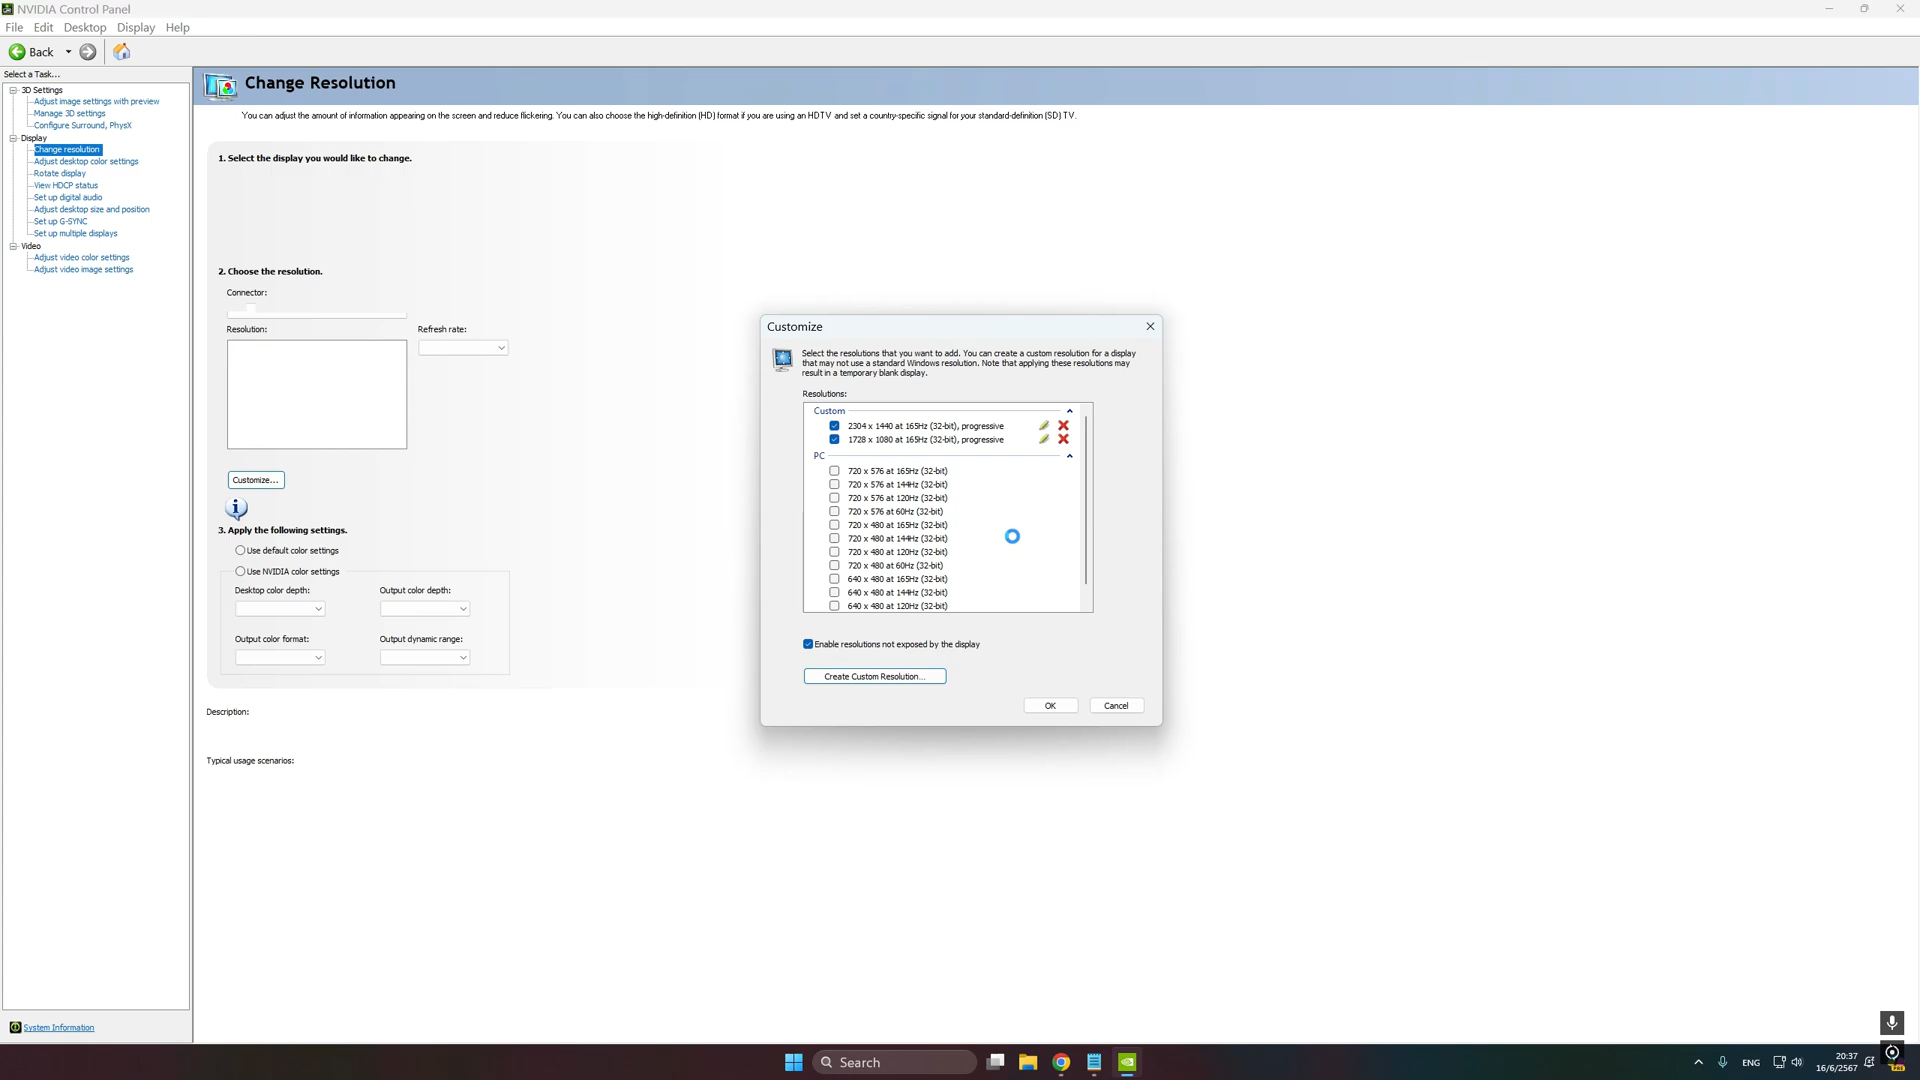 NVIDIA Control Panel
File Edit Desktop Display Help
Back
Select a Task...
3D Settings
Adjust image settings with preview
Manage 3D settings
Configure Surround, PhysX
Display
Change resolution
Adjust desktop color settings
Rotate display
View HDCP status
Set up digital audio
Adjust desktop size and position
Set up G-SYNC
Set up multiple displays
Video
Adjust video color settings
Adjust video image settings
System Information
Change Resolution
You can adjust the amount of information appearing on the screen and reduce flickering. You can also choose the high-definition (HD) format if you are using an HDTV and set a country-specific signal for your standard-definition (SD) TV.
1. Select the display you would like to change.
2. Choose the resolution.
Connector:
Resolution:
Refresh rate:
Customize...
3. Apply the following settings.
Use default color settings
Use NVIDIA color settings
Desktop color depth:
Output color depth:
Output color format:
Output dynamic range:
Description:
Typical usage scenarios:
Customize
Select the resolutions that you want to add. You can create a custom resolution for a display
that may not use a standard Windows resolution. Note that applying these resolutions may
result in a temporary blank display.
Resolutions:
Custom
2304 x 1440 at 165Hz (32-bit), progressive
1728 x 1080 at 165Hz (32-bit), progressive
PC
720 x 576 at 165Hz (32-bit)
720 x 576 at 144Hz (32-bit)
720 x 576 at 120Hz (32-bit)
720 x 576 at 60Hz (32-bit)
720 x 480 at 165Hz (32-bit)
720 x 480 at 144Hz (32-bit)
720 x 480 at 120Hz (32-bit)
720 x 480 at 60Hz (32-bit)
640 x 480 at 165Hz (32-bit)
640 x 480 at 144Hz (32-bit)
640 x 480 at 120Hz (32-bit)
Enable resolutions not exposed by the display
Create Custom Resolution...
OK
Cancel
Search
ENG
20:37
16/6/2567